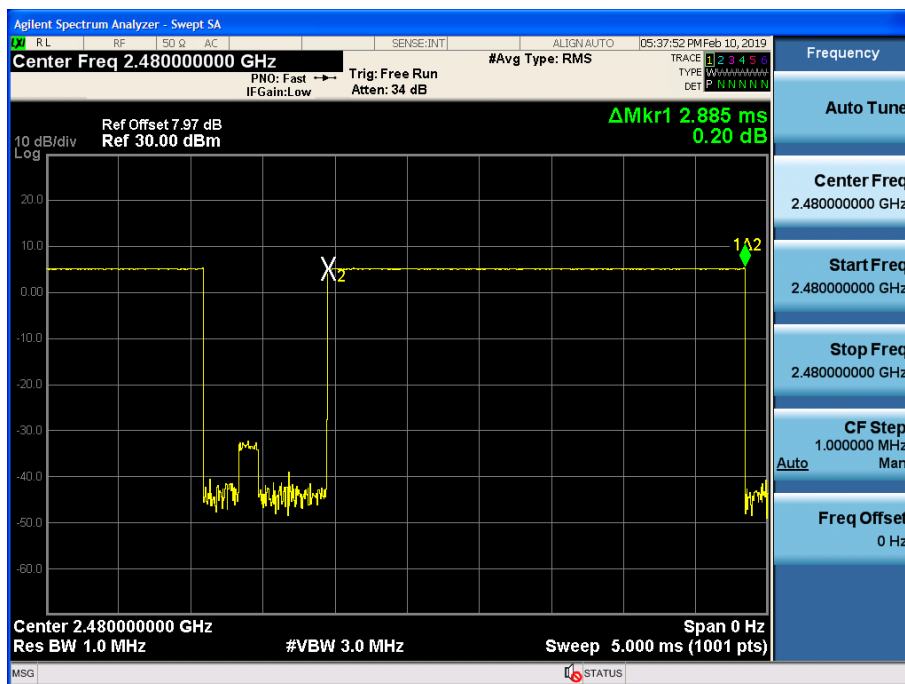 Agilent Spectrum Analyzer - Swept SA
LXI RL RF 50 Ω AC SENSE:INT ALIGNAUTO 05:37:52 PM Feb 10, 2019
Center Freq 2.480000000 GHz #Avg Type: RMS TRACE 1 2 3 4 5 6
PNO: Fast Trig: Free Run TYPE W
IFGain:Low Atten: 34 dB DET P N N N N N
ΔMkr1 2.885 ms
0.20 dB
Ref Offset 7.97 dB
10 dB/div Ref 30.00 dBm
Log
20.0
10.0
0.00
-10.0
-20.0
-30.0
-40.0
-50.0
-60.0
1Δ2
X2
Center 2.480000000 GHz Span 0 Hz
Res BW 1.0 MHz #VBW 3.0 MHz Sweep 5.000 ms (1001 pts)
MSG STATUS
Frequency
Auto Tune
Center Freq
2.480000000 GHz
Start Freq
2.480000000 GHz
Stop Freq
2.480000000 GHz
CF Step
1.000000 MHz
Auto Man
Freq Offset
0 Hz